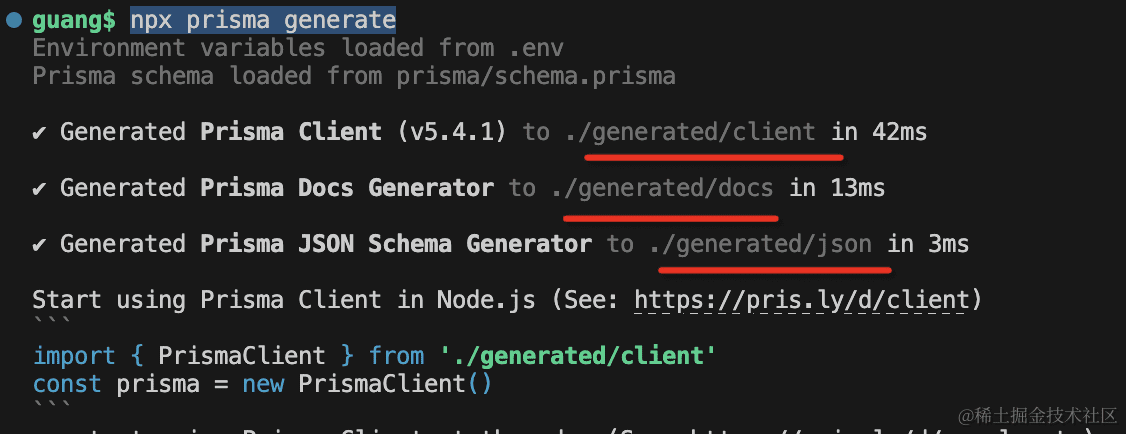 guang$ npx prisma generate
Environment variables loaded from .env
Prisma schema loaded from prisma/schema.prisma
✔ Generated Prisma Client (v5.4.1) to ./generated/client in 42ms
✔ Generated Prisma Docs Generator to ./generated/docs in 13ms
✔ Generated Prisma JSON Schema Generator to ./generated/json in 3ms
Start using Prisma Client in Node.js (See: https://pris.ly/d/client)
```
import { PrismaClient } from './generated/client'
const prisma = new PrismaClient()
```
@稀土掘金技术社区